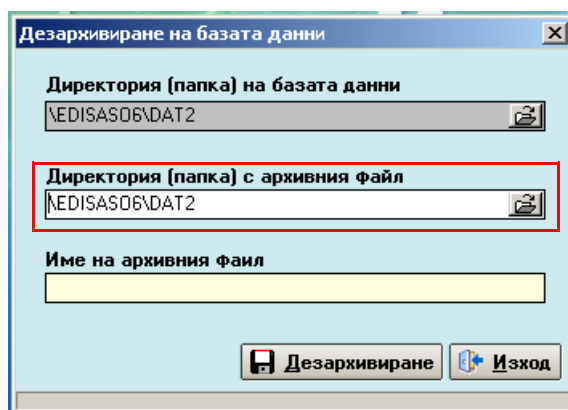 Дезархивиране на базата данни
Директория (папка) на базата данни
\EDISAS06\DAT2
Директория (папка) с архивния файл
\EDISAS06\DAT2
Име на архивния фаил
Дезархивиране Изход